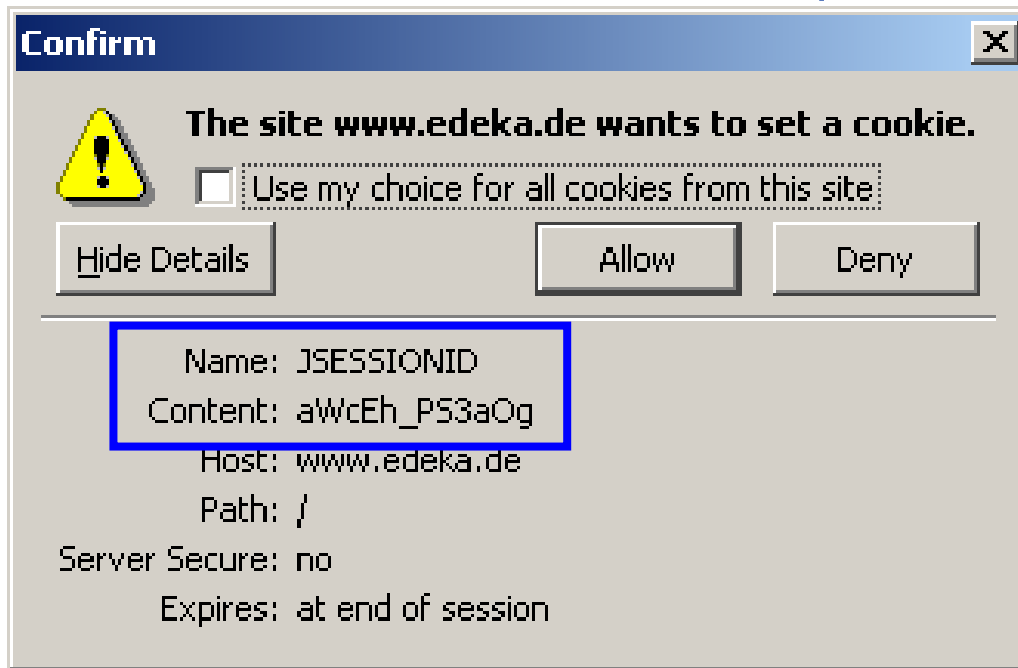 Confirm
The site www.edeka.de wants to set a cookie.
Use my choice for all cookies from this site
Hide Details Allow Deny
Name: JSESSIONID
Content: aWcEh_PS3aOg
Host: www.edeka.de
Path: /
Server Secure: no
Expires: at end of session